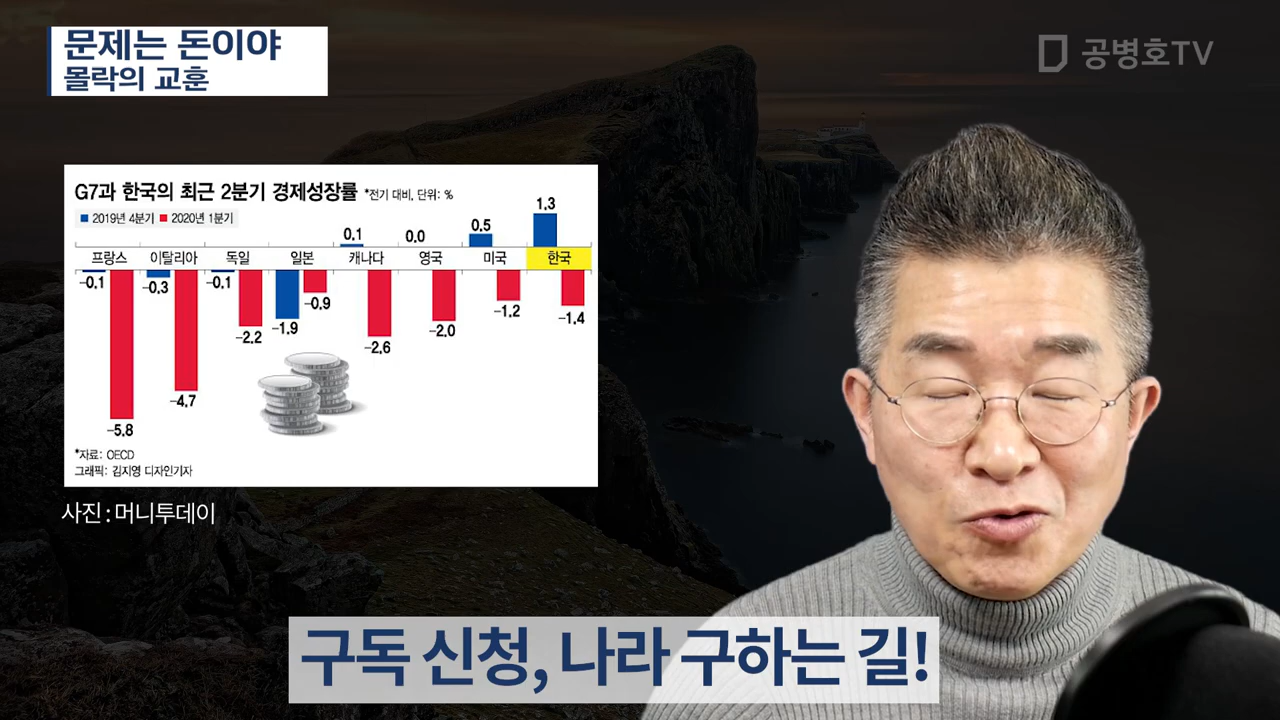 문제는 돈이야
몰락의 교훈
공병호TV
G7과 한국의 최근 2분기 경제성장률 *전기 대비, 단위: %
2019년 4분기 2020년 1분기
1.3
0.5
0.1
0.0
프랑스 이탈리아 독일 일본 캐나다 영국 미국 한국
-0.1
-5.8
-0.3
-4.7
-0.1
-2.2
-1.9
-0.9
-2.6
-2.0
-1.2
-1.4
*자료: OECD
그래픽: 김지영 디자인기자
사진 : 머니투데이
구독 신청, 나라 구하는 길!